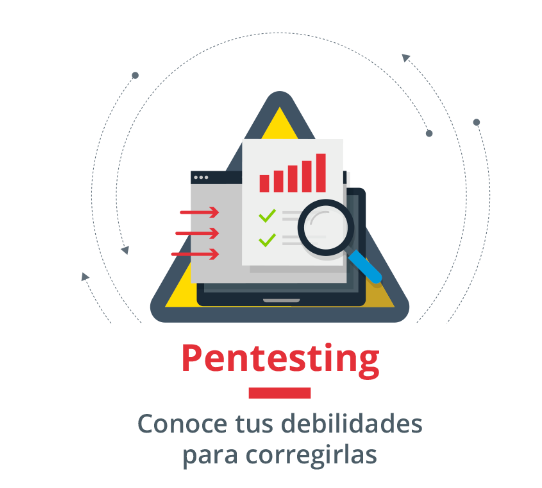 Pentesting
Conoce tus debilidades
para corregirlas